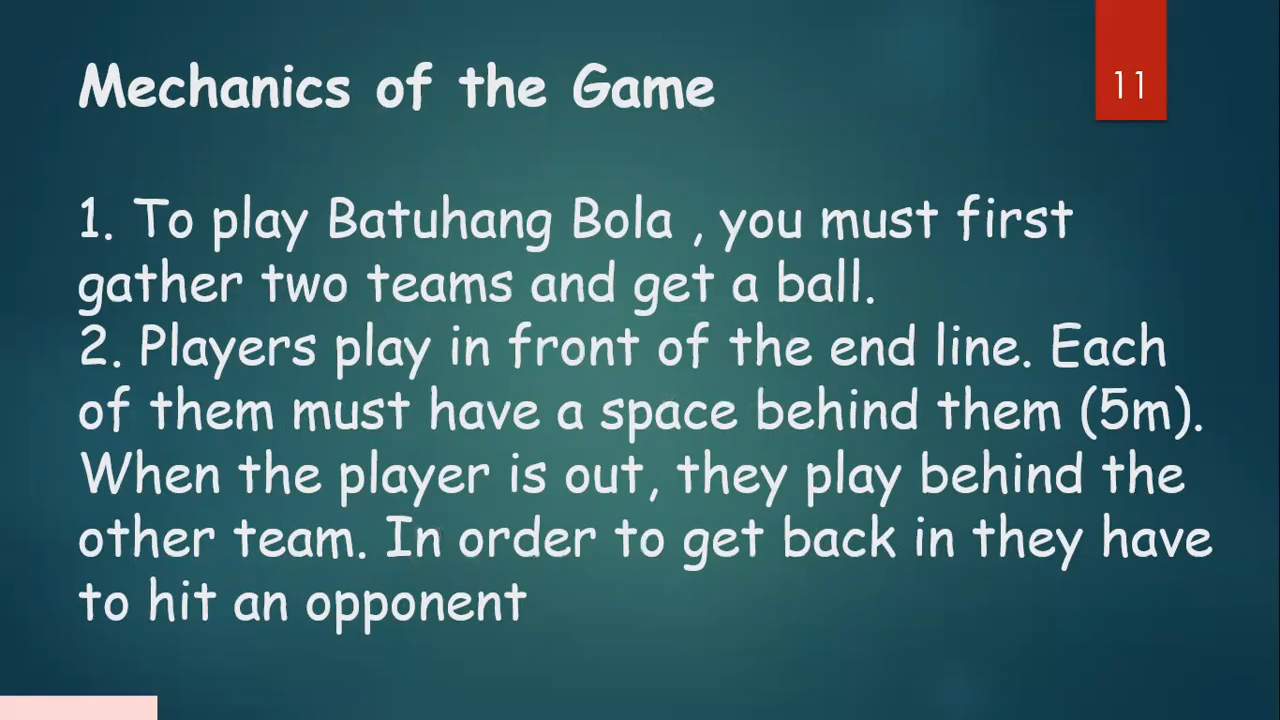 Mechanics of the Game
11
1. To play Batuhang Bola , you must first
gather two teams and get a ball.
2. Players play in front of the end line. Each
of them must have a space behind them (5m).
When the player is out, they play behind the
other team. In order to get back in they have
to hit an opponent